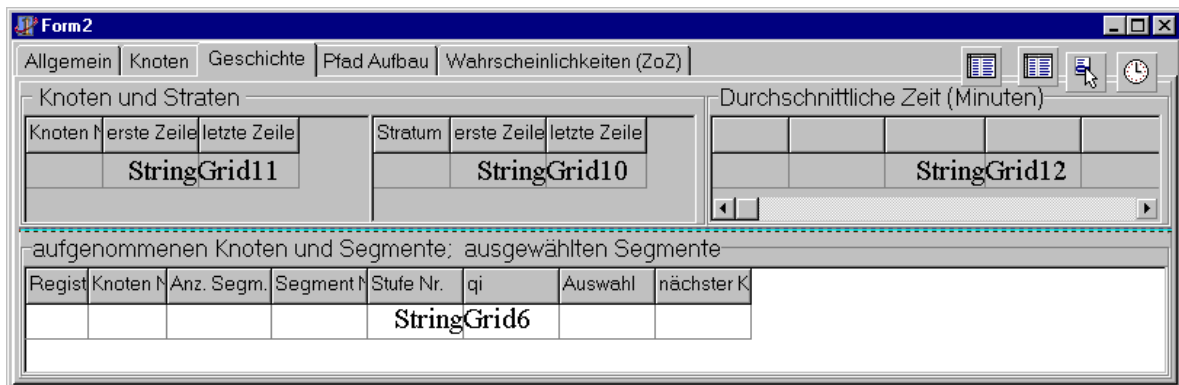 Form2
Allgemein Knoten Geschichte Pfad Aufbau Wahrscheinlichkeiten (ZoZ)
Knoten und Straten
Durchschnittliche Zeit (Minuten)
Knoten N erste Zeile letzte Zeile
Stratum erste Zeile letzte Zeile
StringGrid11
StringGrid10
StringGrid12
aufgenommenen Knoten und Segmente; ausgewählten Segmente
Regist Knoten N Anz. Segm. Segment N Stufe Nr. qi Auswahl nächster K
StringGrid6